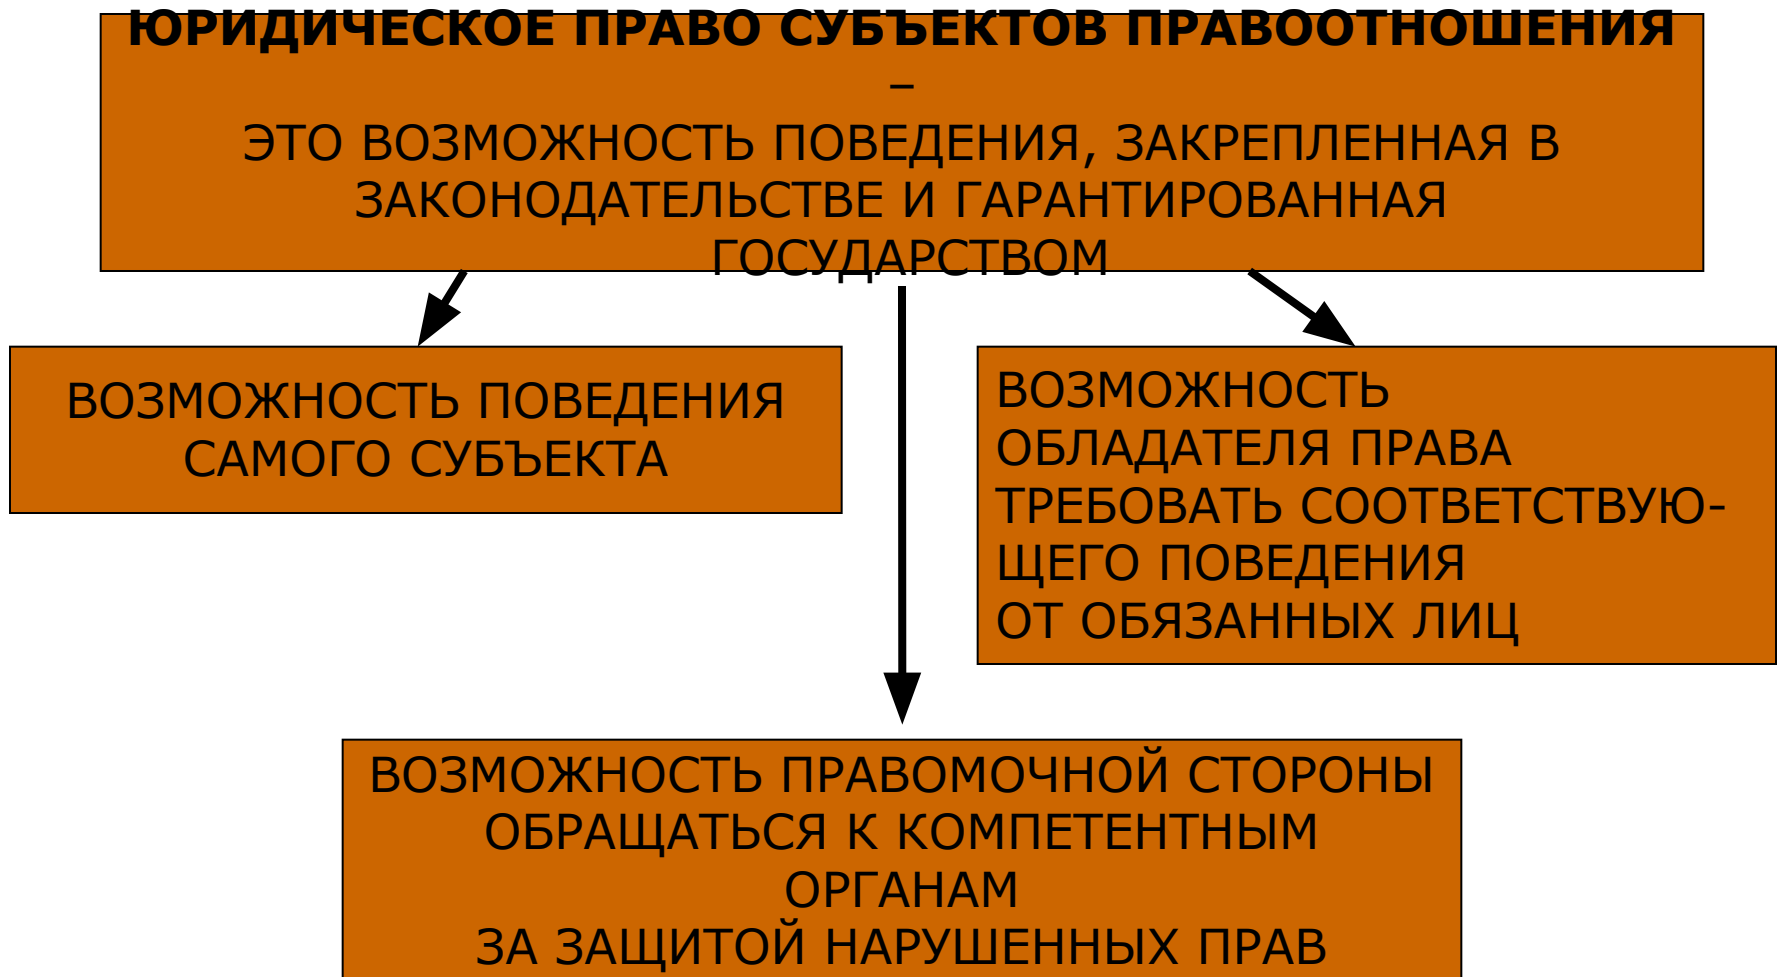 ЮРИДИЧЕСКОЕ ПРАВО СУБЪЕКТОВ ПРАВООТНОШЕНИЯ
–
ЭТО ВОЗМОЖНОСТЬ ПОВЕДЕНИЯ, ЗАКРЕПЛЕННАЯ В
ЗАКОНОДАТЕЛЬСТВЕ И ГАРАНТИРОВАННАЯ
ГОСУДАРСТВОМ
ВОЗМОЖНОСТЬ ПОВЕДЕНИЯ
САМОГО СУБЪЕКТА
ВОЗМОЖНОСТЬ
ОБЛАДАТЕЛЯ ПРАВА
ТРЕБОВАТЬ СООТВЕТСТВУЮ-
ЩЕГО ПОВЕДЕНИЯ
ОТ ОБЯЗАННЫХ ЛИЦ
ВОЗМОЖНОСТЬ ПРАВОМОЧНОЙ СТОРОНЫ
ОБРАЩАТЬСЯ К КОМПЕТЕНТНЫМ
ОРГАНАМ
ЗА ЗАЩИТОЙ НАРУШЕННЫХ ПРАВ